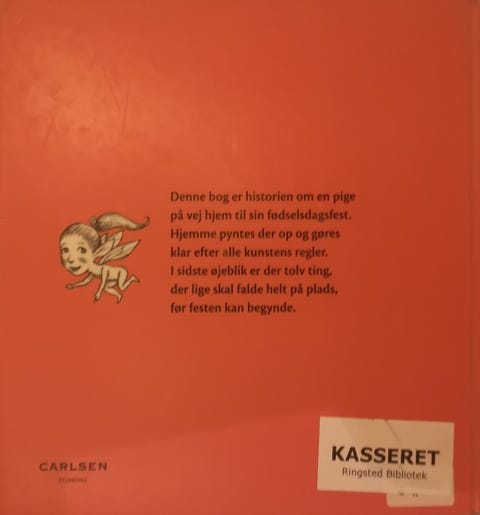 Denne bog er historien om en pige
på vej hjem til sin fødselsdagsfest.
Hjemme pyntes der op og gøres
klar efter alle kunstens regler.
I sidste øjeblik er der tolv ting,
der lige skal falde helt på plads,
før festen kan begynde.
CARLSEN
KASSERET
Ringsted Bibliotek